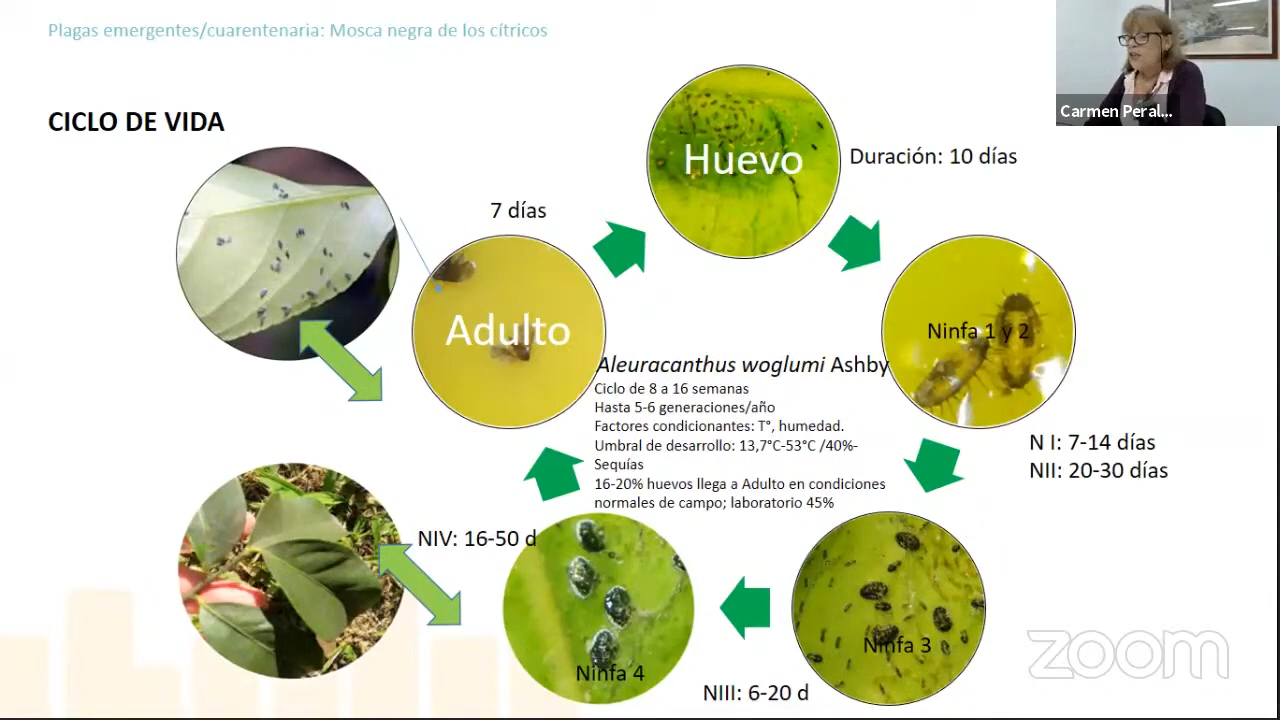 Plagas emergentes/cuarentenaria: Mosca negra de los cítricos
Carmen Peral...
CICLO DE VIDA
Huevo
Duración: 10 días
7 días
Adulto
Ninfa 1 y 2
Aleuracanthus woglumi Ashby
Ciclo de 8 a 16 semanas
Hasta 5-6 generaciones/año
Factores condicionantes: T°, humedad.
Umbral de desarrollo: 13,7°C-53°C /40%-
Sequías
16-20% huevos llega a Adulto en condiciones
normales de campo; laboratorio 45%
N I: 7-14 días
NII: 20-30 días
NIV: 16-50 d
Ninfa 3
Ninfa 4
NIII: 6-20 d
zoom